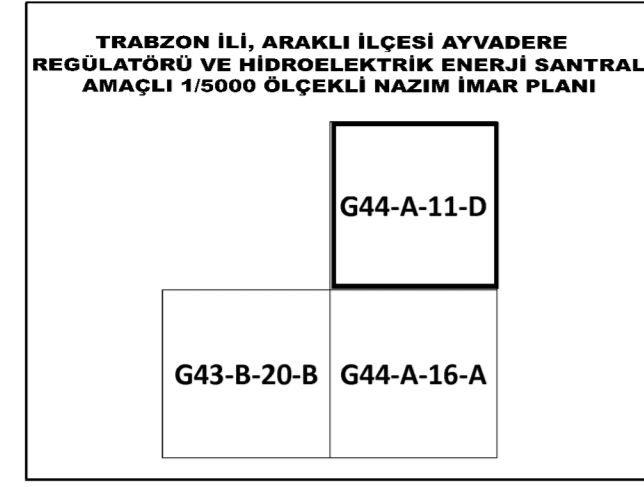 TRABZON İLİ, ARAKLI İLÇESİ AYVADERE
REGÜLATÖRÜ VE HİDROELEKTRİK ENERJİ SANTRAL
AMAÇLI 1/5000 ÖLÇEKLİ NAZIM İMAR PLANI
G44-A-11-D
G43-B-20-B G44-A-16-A